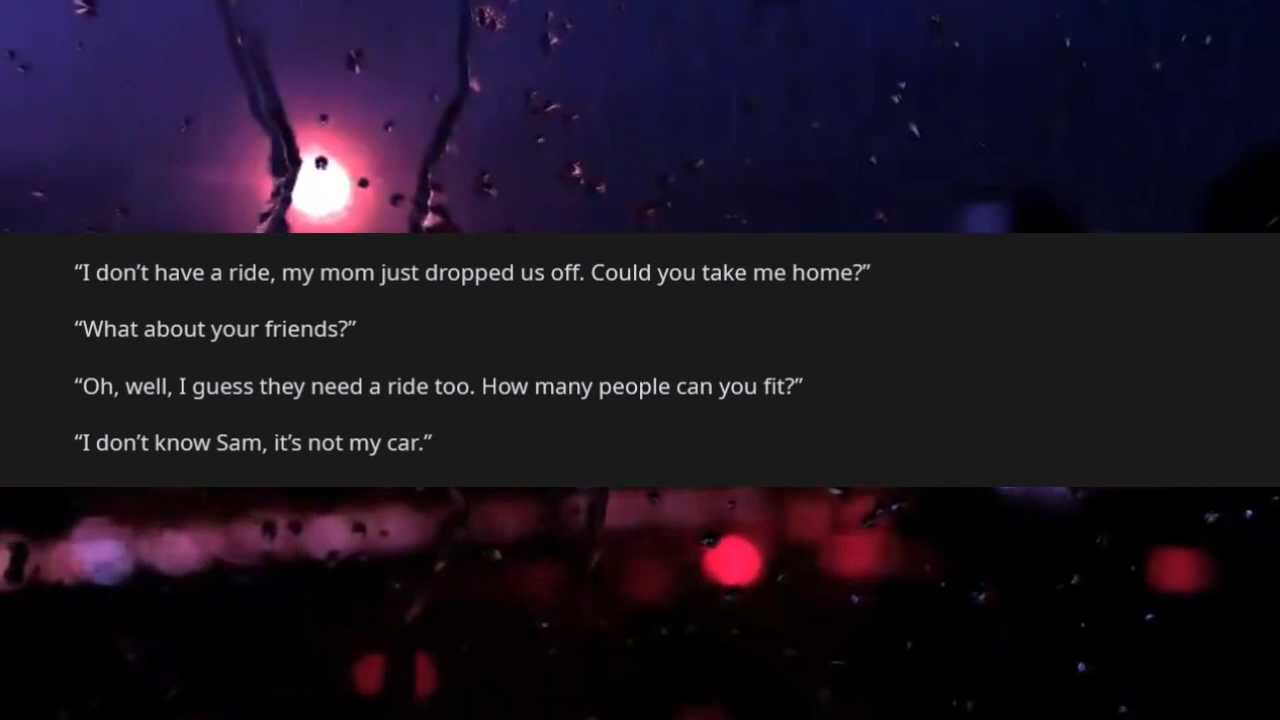 “I don’t have a ride, my mom just dropped us off. Could you take me home?”
“What about your friends?”
“Oh, well, I guess they need a ride too. How many people can you fit?”
“I don’t know Sam, it’s not my car.”